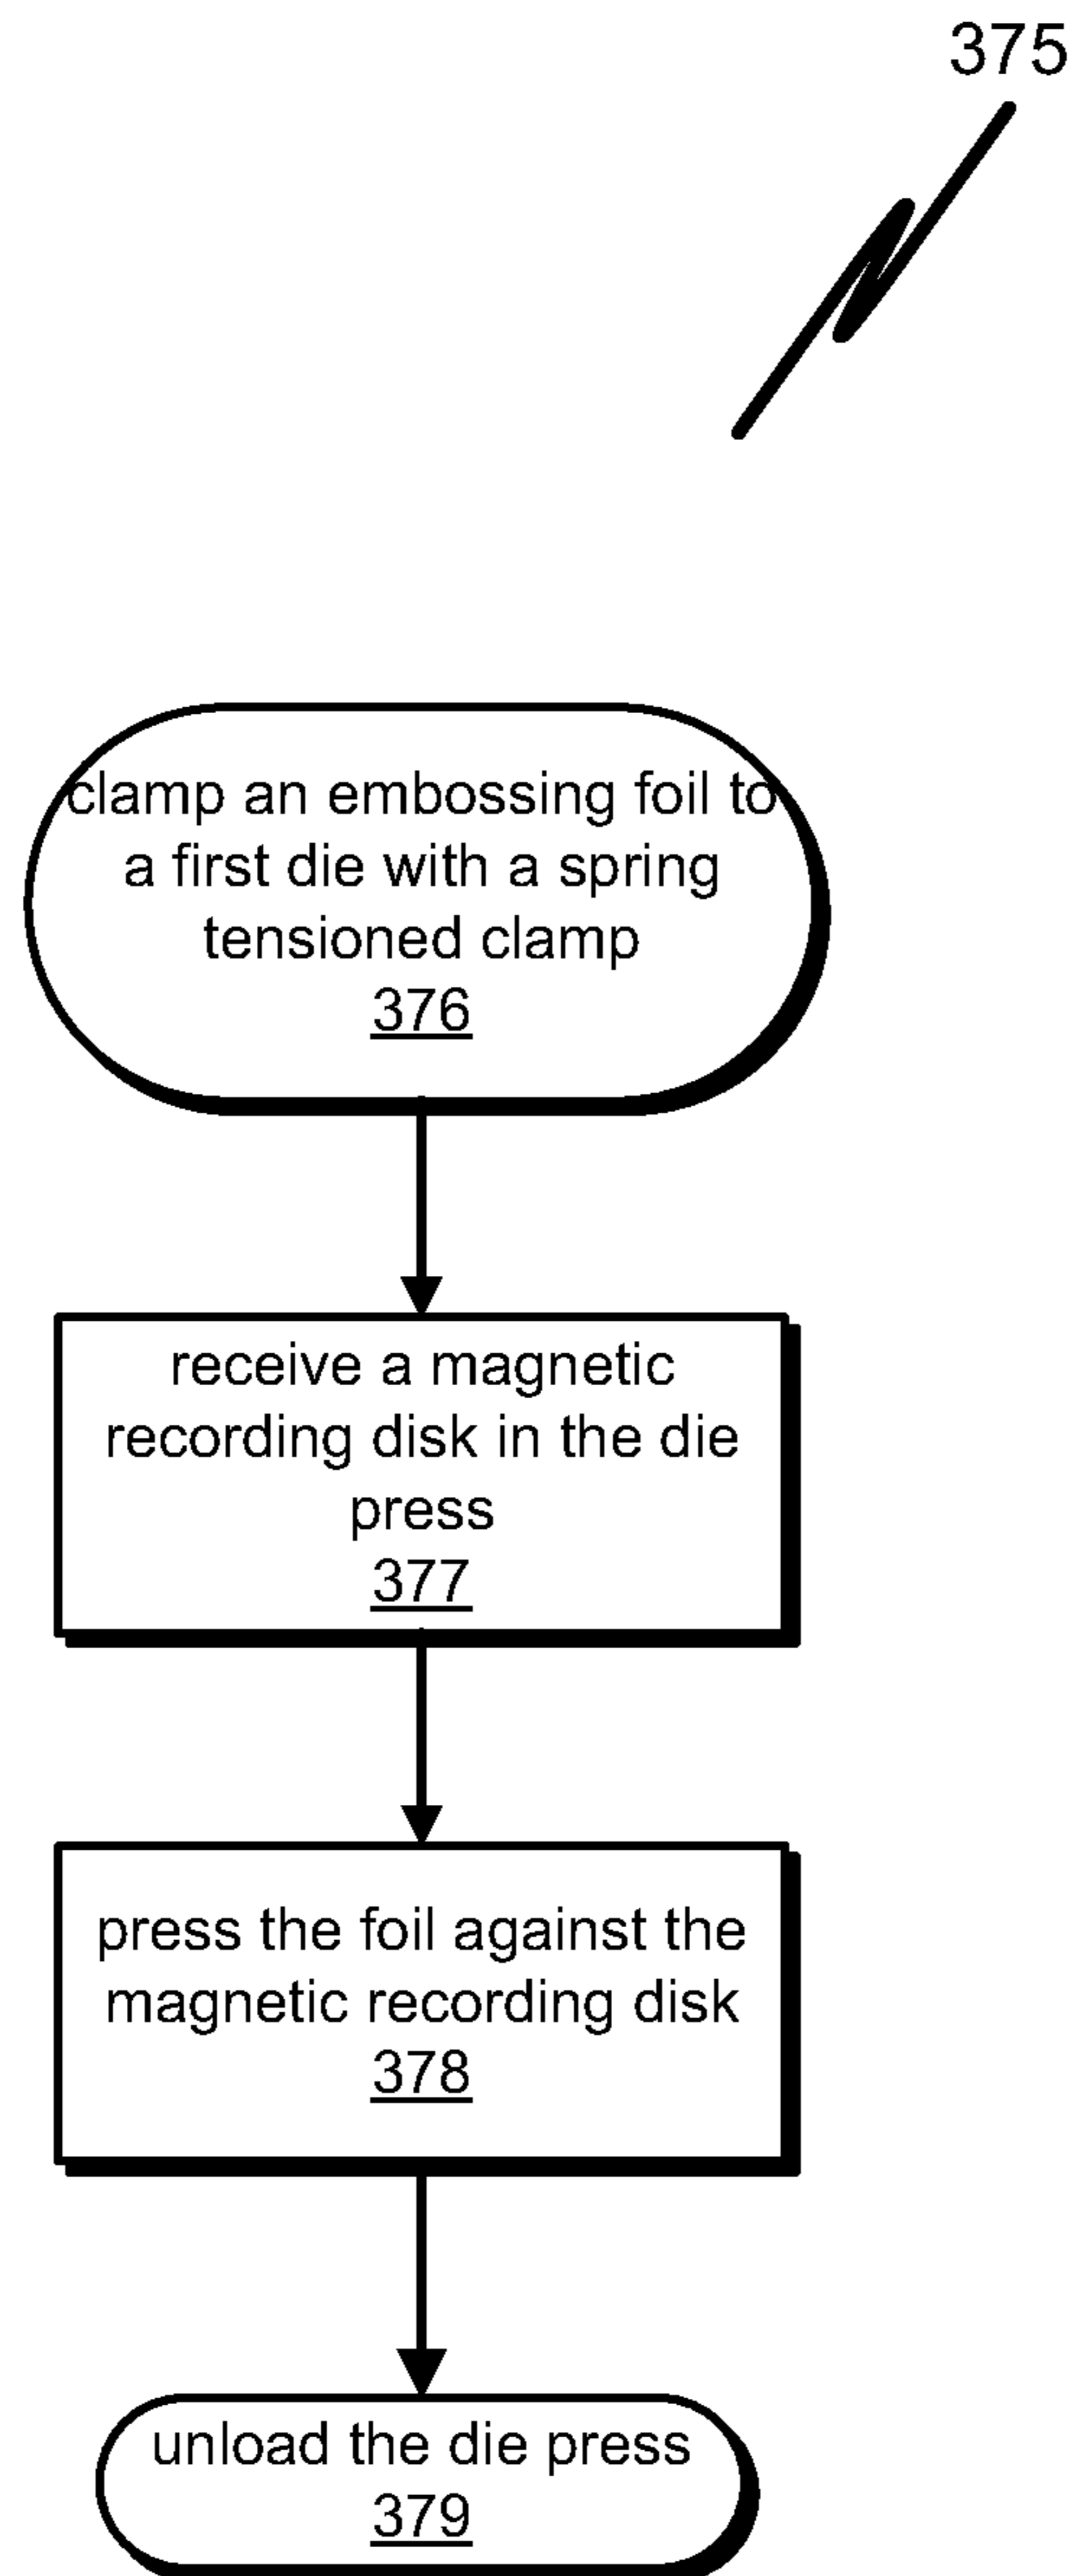 375
clamp an embossing foil to
a first die with a spring
tensioned clamp
376
receive a magnetic
recording disk in the die
press
377
press the foil against the
magnetic recording disk
378
unload the die press
379